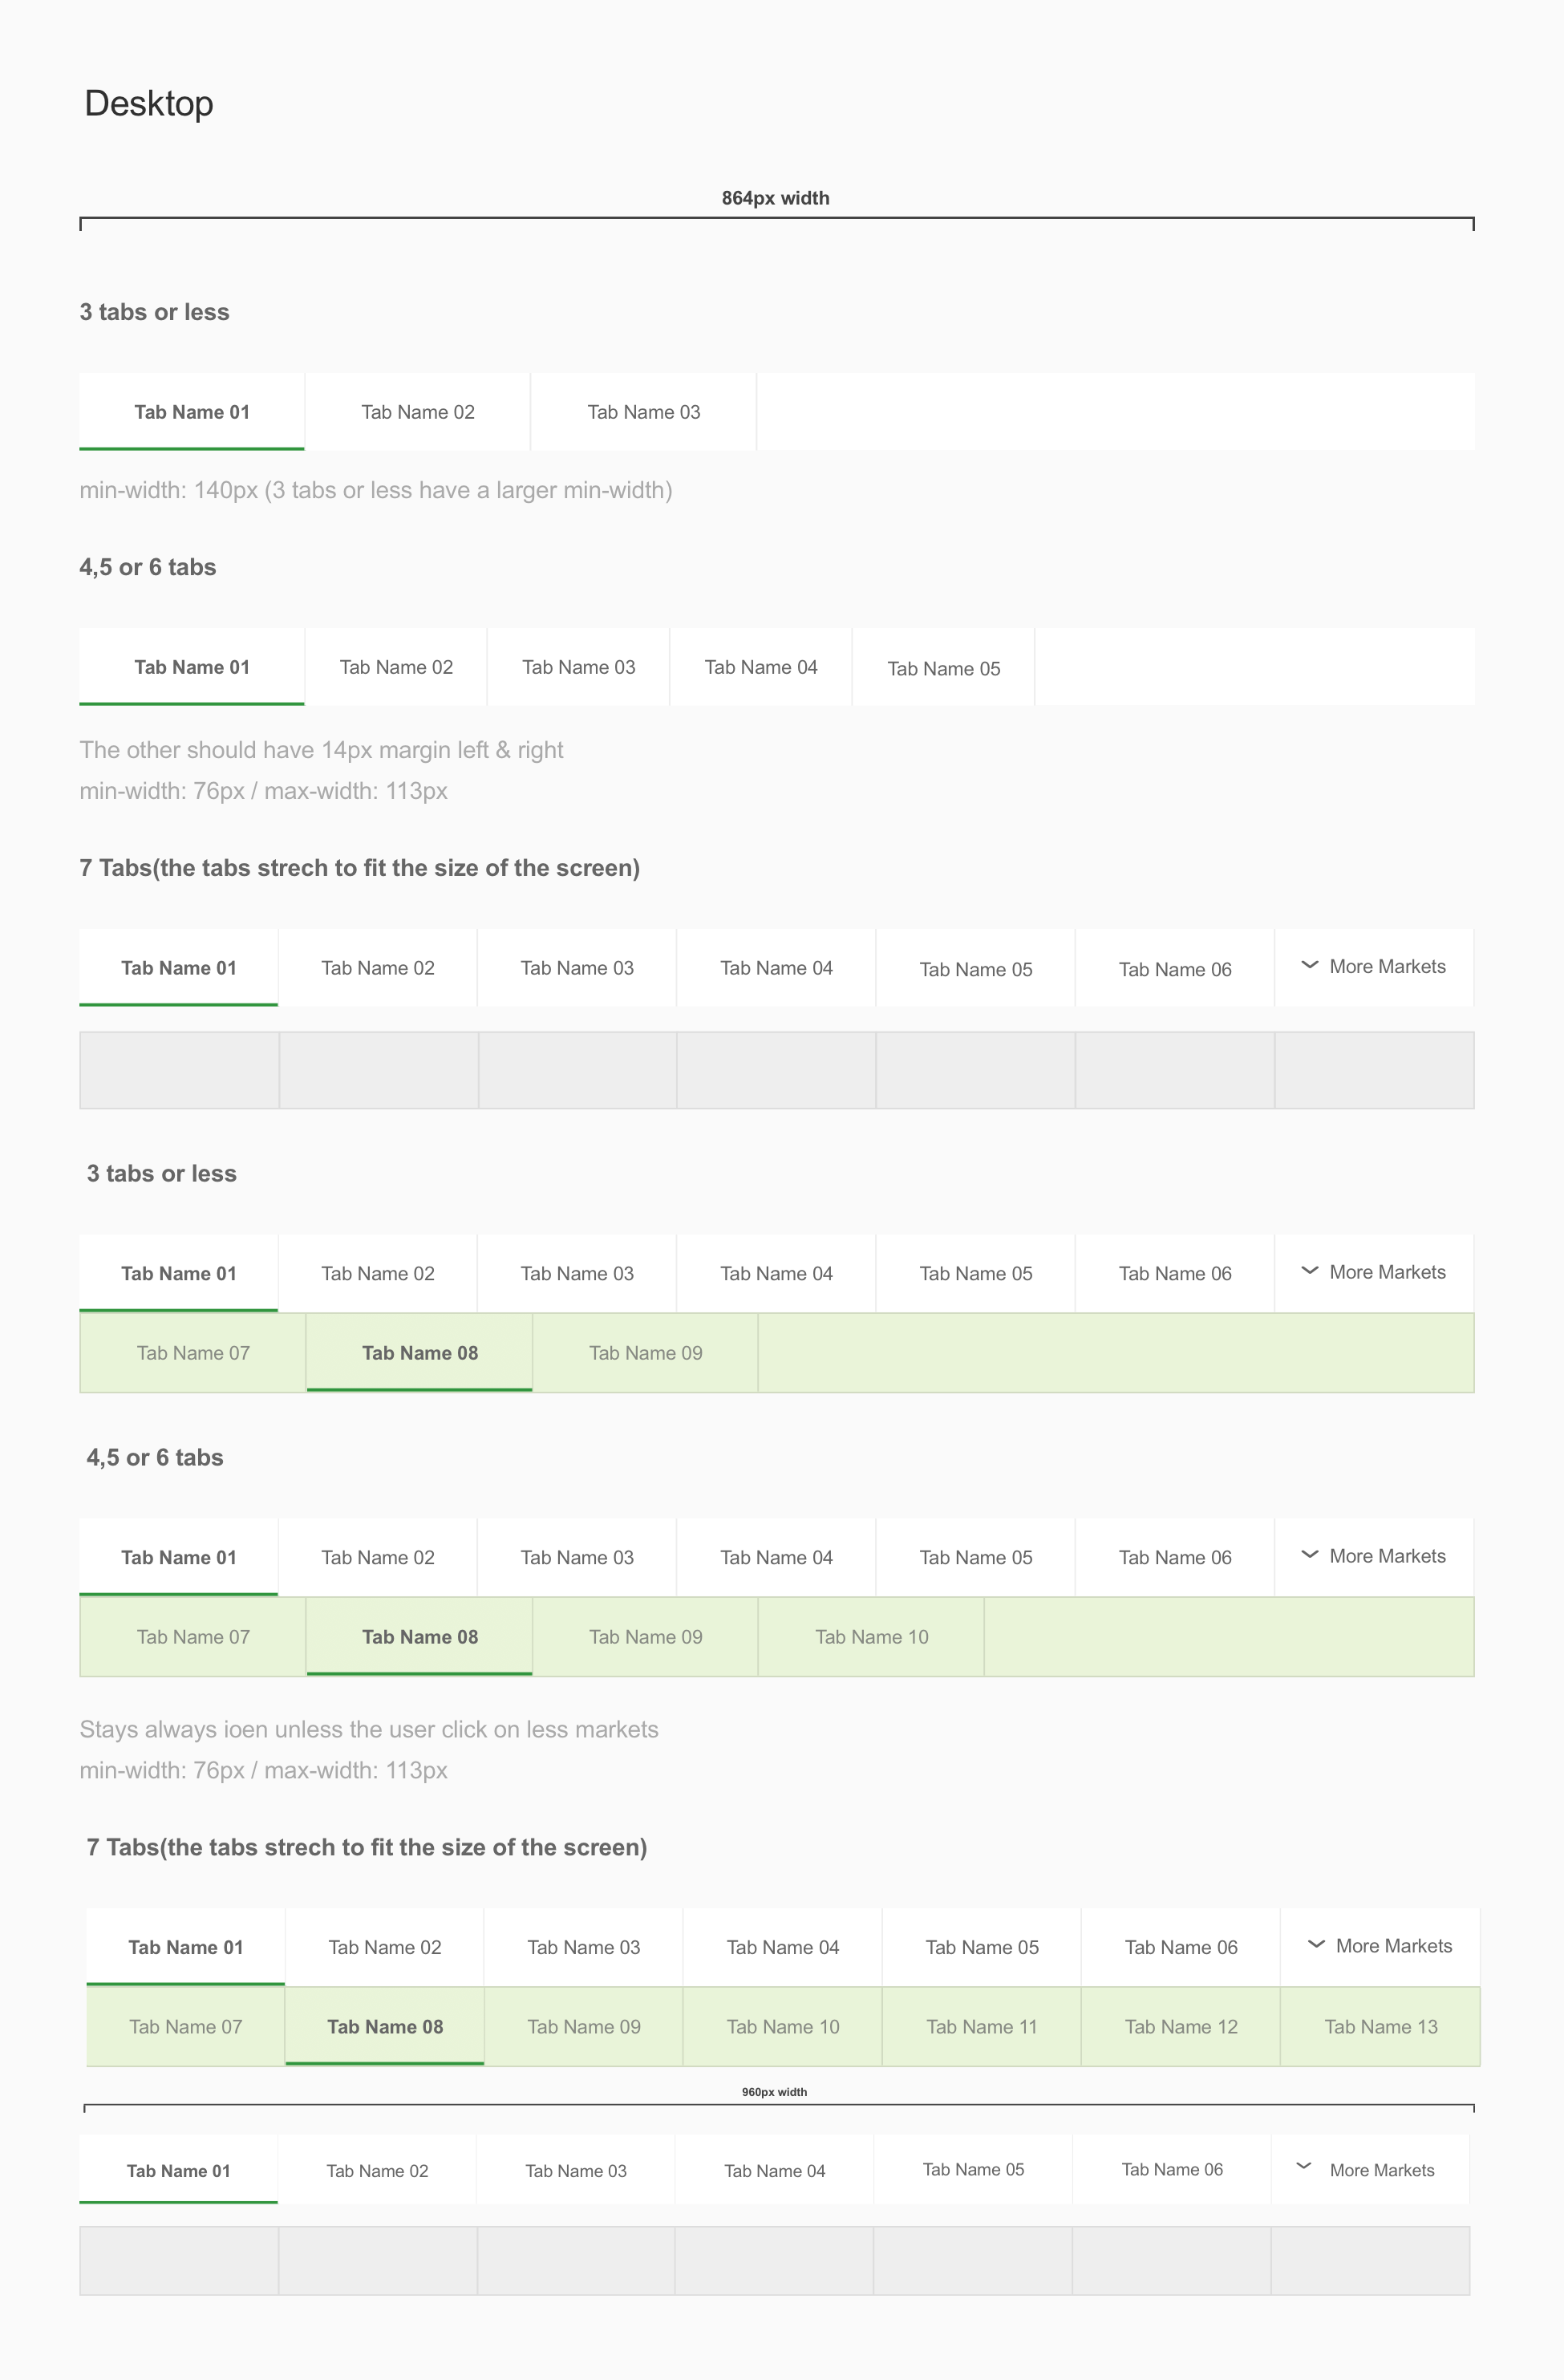 Desktop
864px width
3 tabs or less
Tab Name 01 Tab Name 02 Tab Name 03
min-width: 140px (3 tabs or less have a larger min-width)
4,5 or 6 tabs
Tab Name 01 Tab Name 02 Tab Name 03 Tab Name 04 Tab Name 05
The other should have 14px margin left & right
min-width: 76px / max-width: 113px
7 Tabs(the tabs strech to fit the size of the screen)
Tab Name 01 Tab Name 02 Tab Name 03 Tab Name 04 Tab Name 05 Tab Name 06 More Markets
3 tabs or less
Tab Name 01 Tab Name 02 Tab Name 03 Tab Name 04 Tab Name 05 Tab Name 06 More Markets
Tab Name 07 Tab Name 08 Tab Name 09
4,5 or 6 tabs
Tab Name 01 Tab Name 02 Tab Name 03 Tab Name 04 Tab Name 05 Tab Name 06 More Markets
Tab Name 07 Tab Name 08 Tab Name 09 Tab Name 10
Stays always ioen unless the user click on less markets
min-width: 76px / max-width: 113px
7 Tabs(the tabs strech to fit the size of the screen)
Tab Name 01 Tab Name 02 Tab Name 03 Tab Name 04 Tab Name 05 Tab Name 06 More Markets
Tab Name 07 Tab Name 08 Tab Name 09 Tab Name 10 Tab Name 11 Tab Name 12 Tab Name 13
960px width
Tab Name 01 Tab Name 02 Tab Name 03 Tab Name 04 Tab Name 05 Tab Name 06 More Markets